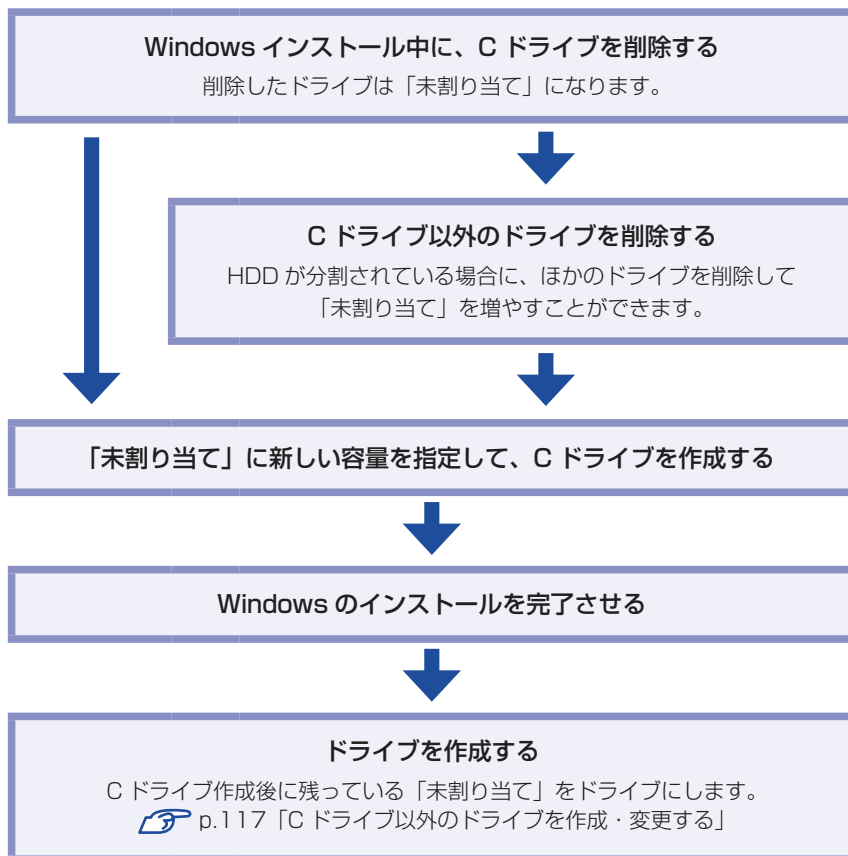 Windows インストール中に、C ドライブを削除する
削除したドライブは「未割り当て」になります。
C ドライブ以外のドライブを削除する
HDD が分割されている場合に、ほかのドライブを削除して
「未割り当て」を増やすことができます。
「未割り当て」に新しい容量を指定して、C ドライブを作成する
Windows のインストールを完了させる
ドライブを作成する
C ドライブ作成後に残っている「未割り当て」をドライブにします。
p.117「C ドライブ以外のドライブを作成・変更する」